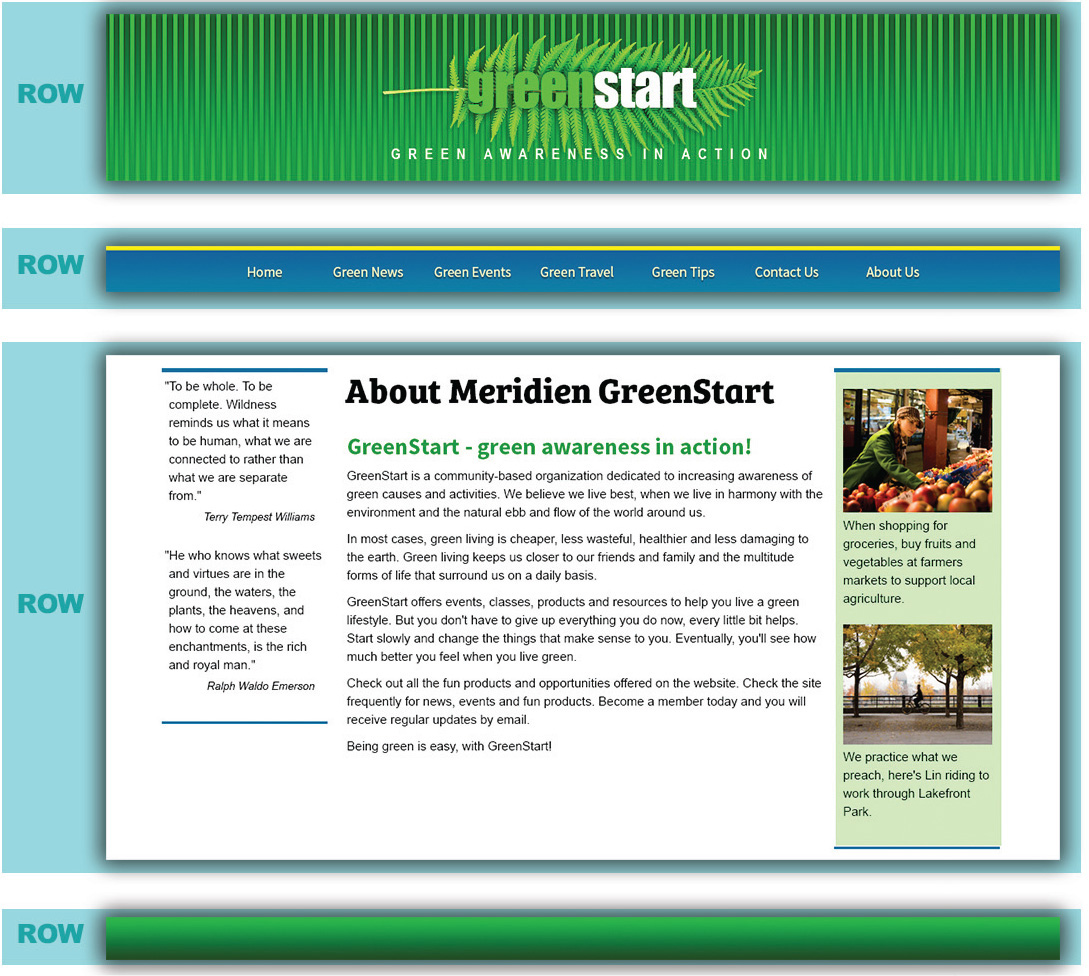 ROW
greenstart
GREEN AWARENESS IN ACTION
ROW
Home Green News Green Events Green Travel Green Tips Contact Us About Us
ROW
"To be whole. To be
complete. Wildness
reminds us what it means
to be human, what we are
connected to rather than
what we are separate
from."
Terry Tempest Williams
"He who knows what sweets
and virtues are in the
ground, the waters, the
plants, the heavens, and
how to come at these
enchantments, is the rich
and royal man."
Ralph Waldo Emerson
About Meridien GreenStart
GreenStart - green awareness in action!
GreenStart is a community-based organization dedicated to increasing awareness of
green causes and activities. We believe we live best, when we live in harmony with the
environment and the natural ebb and flow of the world around us.
In most cases, green living is cheaper, less wasteful, healthier and less damaging to
the earth. Green living keeps us closer to our friends and family and the multitude
forms of life that surround us on a daily basis.
GreenStart offers events, classes, products and resources to help you live a green
lifestyle. But you don't have to give up everything you do now, every little bit helps.
Start slowly and change the things that make sense to you. Eventually, you'll see how
much better you feel when you live green.
Check out all the fun products and opportunities offered on the website. Check the site
frequently for news, events and fun products. Become a member today and you will
receive regular updates by email.
Being green is easy, with GreenStart!
When shopping for
groceries, buy fruits and
vegetables at farmers
markets to support local
agriculture.
We practice what we
preach, here's Lin riding to
work through Lakefront
Park.
ROW